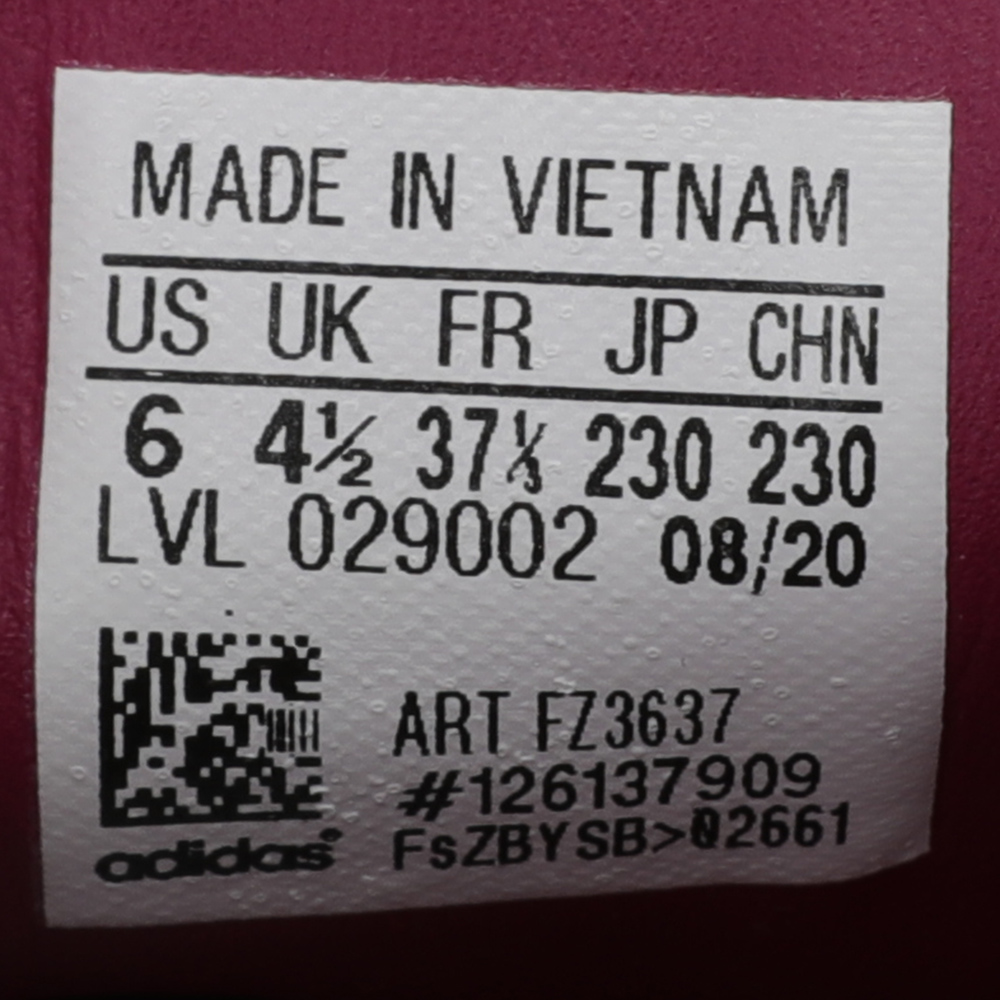 MADE IN VIETNAM
US UK FR JP CHN
6 4½ 37⅓ 230 230
LVL 029002 08/20
ART FZ3637
#126137909
FsZBYSB>02661
adidas®